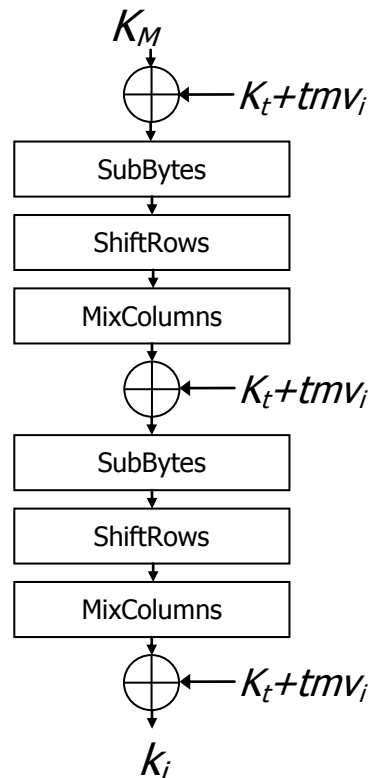 K_M
K_t+tmv_i
SubBytes
ShiftRows
MixColumns
K_t+tmv_i
SubBytes
ShiftRows
MixColumns
K_t+tmv_i
k_i